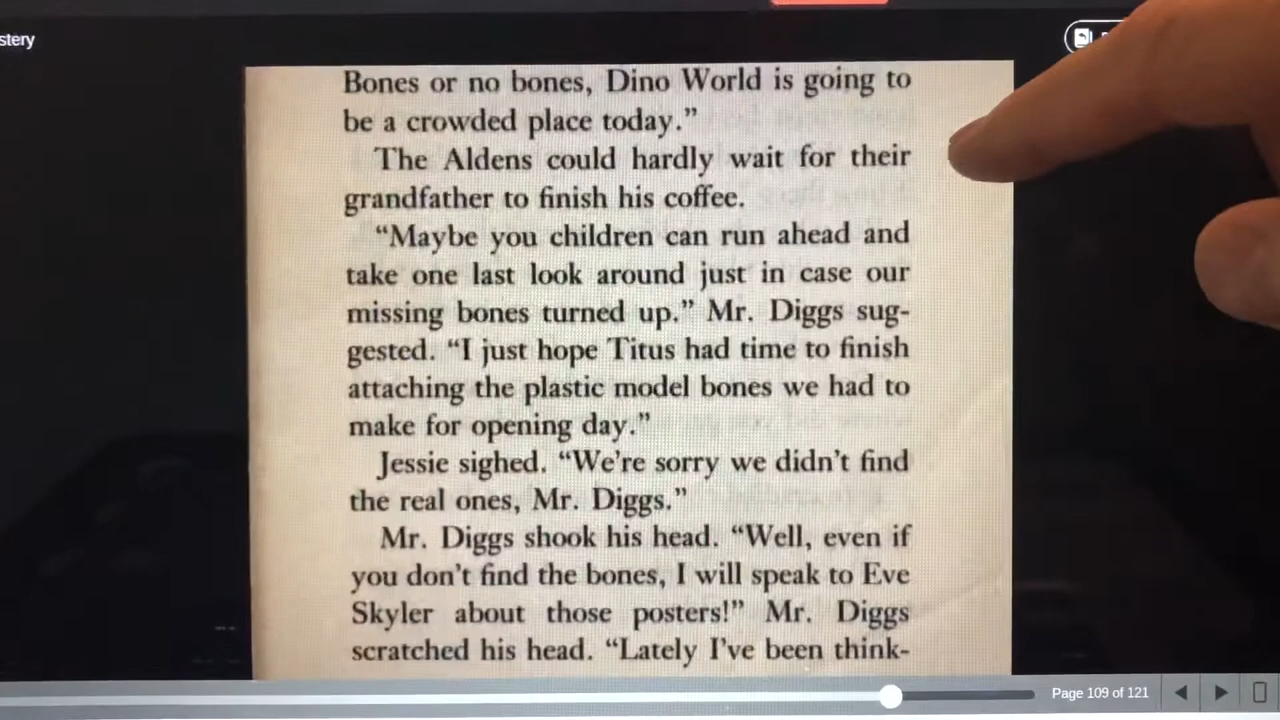 stery
Bones or no bones, Dino World is going to
be a crowded place today.”
The Aldens could hardly wait for their
grandfather to finish his coffee.
“Maybe you children can run ahead and
take one last look around just in case our
missing bones turned up.” Mr. Diggs sug-
gested. “I just hope Titus had time to finish
attaching the plastic model bones we had to
make for opening day.”
Jessie sighed. “We’re sorry we didn’t find
the real ones, Mr. Diggs.”
Mr. Diggs shook his head. “Well, even if
you don’t find the bones, I will speak to Eve
Skyler about those posters!” Mr. Diggs
scratched his head. “Lately I’ve been think-
Page 109 of 121